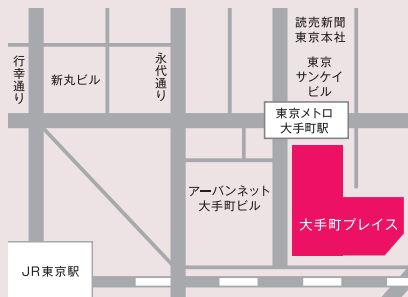 読売新聞
東京本社
行幸通り
新丸ビル
永代通り
東京
サンケイ
ビル
東京メトロ
大手町駅
アーバンネット
大手町ビル
大手町プレイス
JR東京駅